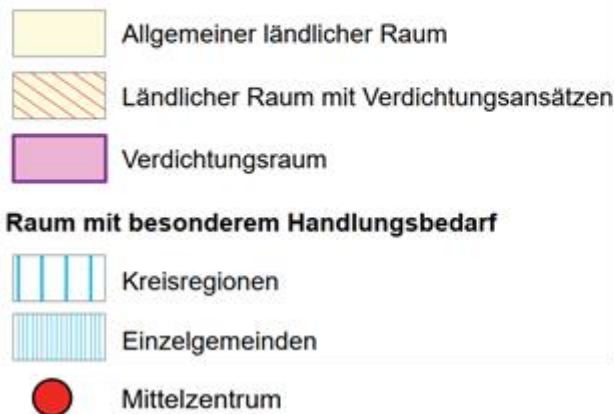 Allgemeiner ländlicher Raum
Ländlicher Raum mit Verdichtungsansätzen
Verdichtungsraum
Raum mit besonderem Handlungsbedarf
Kreisregionen
Einzelgemeinden
Mittelzentrum